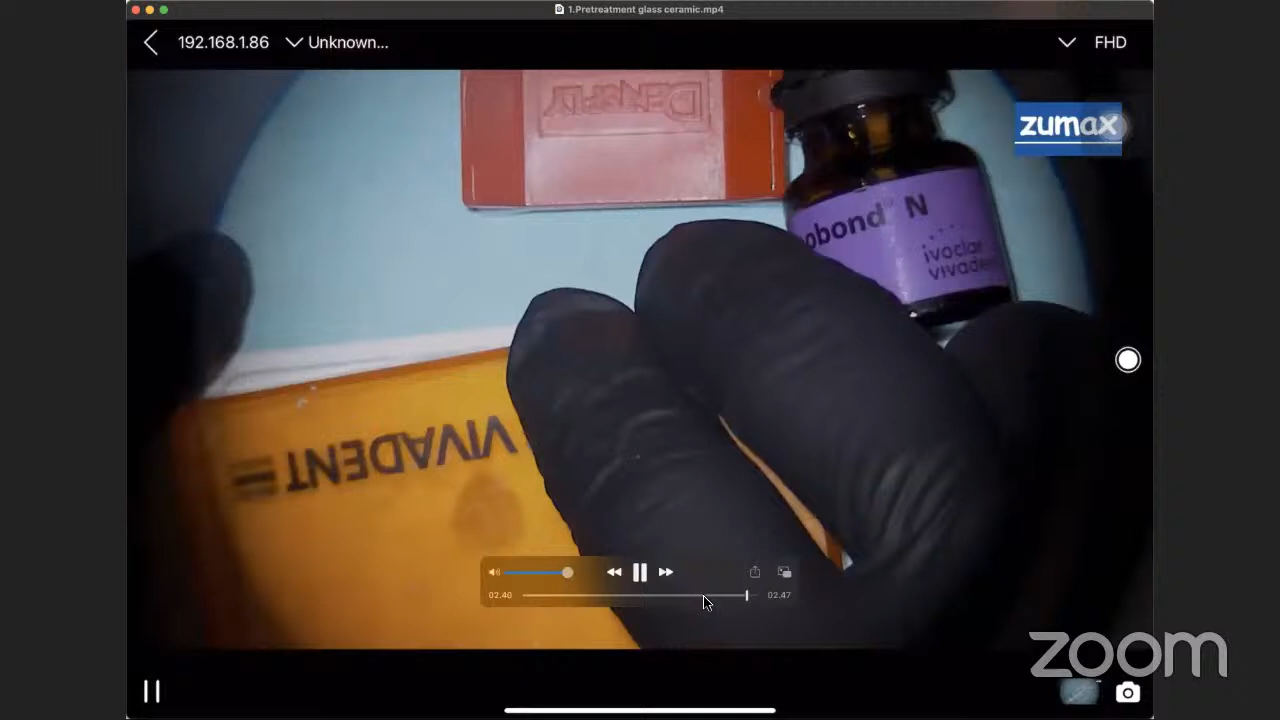 1.Pretreatment glass ceramic.mp4
192.168.1.86
Unknown...
FHD
DENTSPLY
zumax
obond N
ivoclar
vivade
VIVADENT
02.40
02.47
zoom